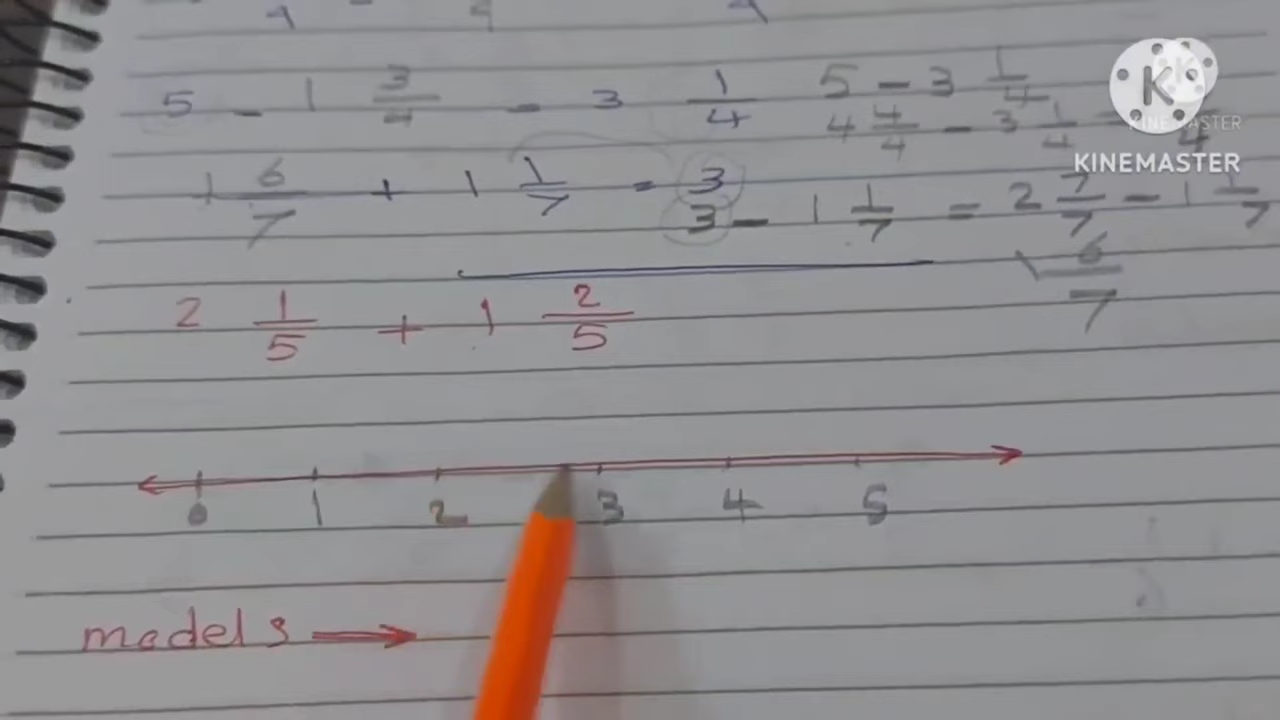 5 - 1 3/4 = 3 1/4 5 - 3 1/4
4 4/4 - 3 1/4 =
1 6/7 + 1 1/7 = 3
3 - 1 1/7 = 2 7/7 - 1 1/7
1 6/7
2 1/5 + 1 2/5
0 1 2 3 4 5
models →
KINEMASTER